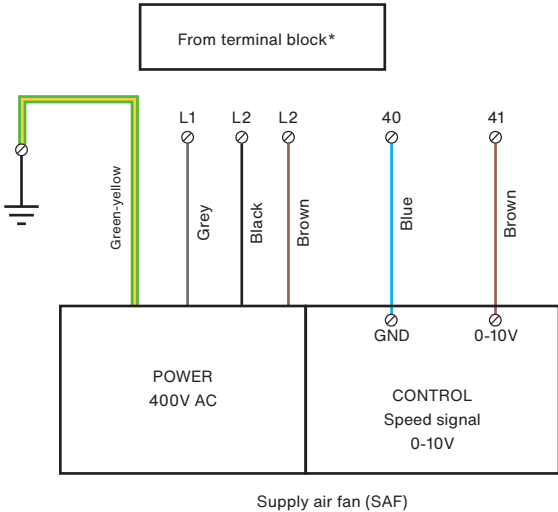 From terminal block*
L1
L2
L2
40
41
Green-yellow
Grey
Black
Brown
Blue
Brown
GND
0-10V
POWER
400V AC
CONTROL
Speed signal
0-10V
Supply air fan (SAF)